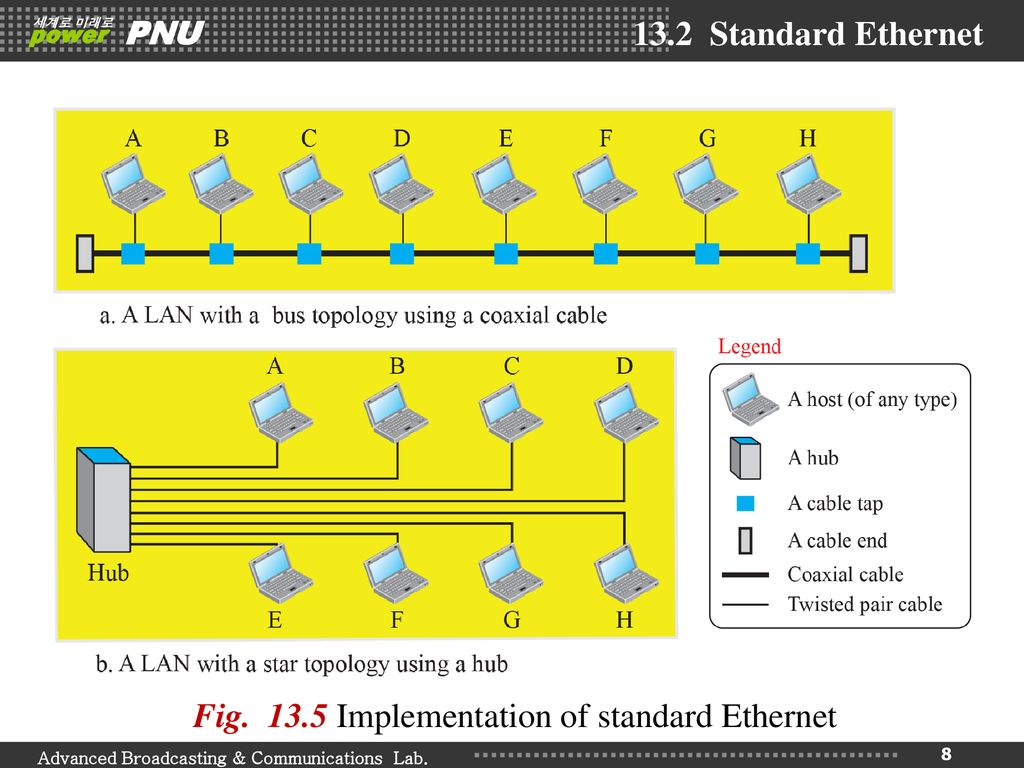 세계로 미래로
power PNU
13.2 Standard Ethernet
A B C D E F G H
a. A LAN with a bus topology using a coaxial cable
Legend
A B C D
A host (of any type)
A hub
A cable tap
A cable end
Hub
Coaxial cable
Twisted pair cable
E F G H
b. A LAN with a star topology using a hub
Fig. 13.5 Implementation of standard Ethernet
Advanced Broadcasting & Communications Lab.
8